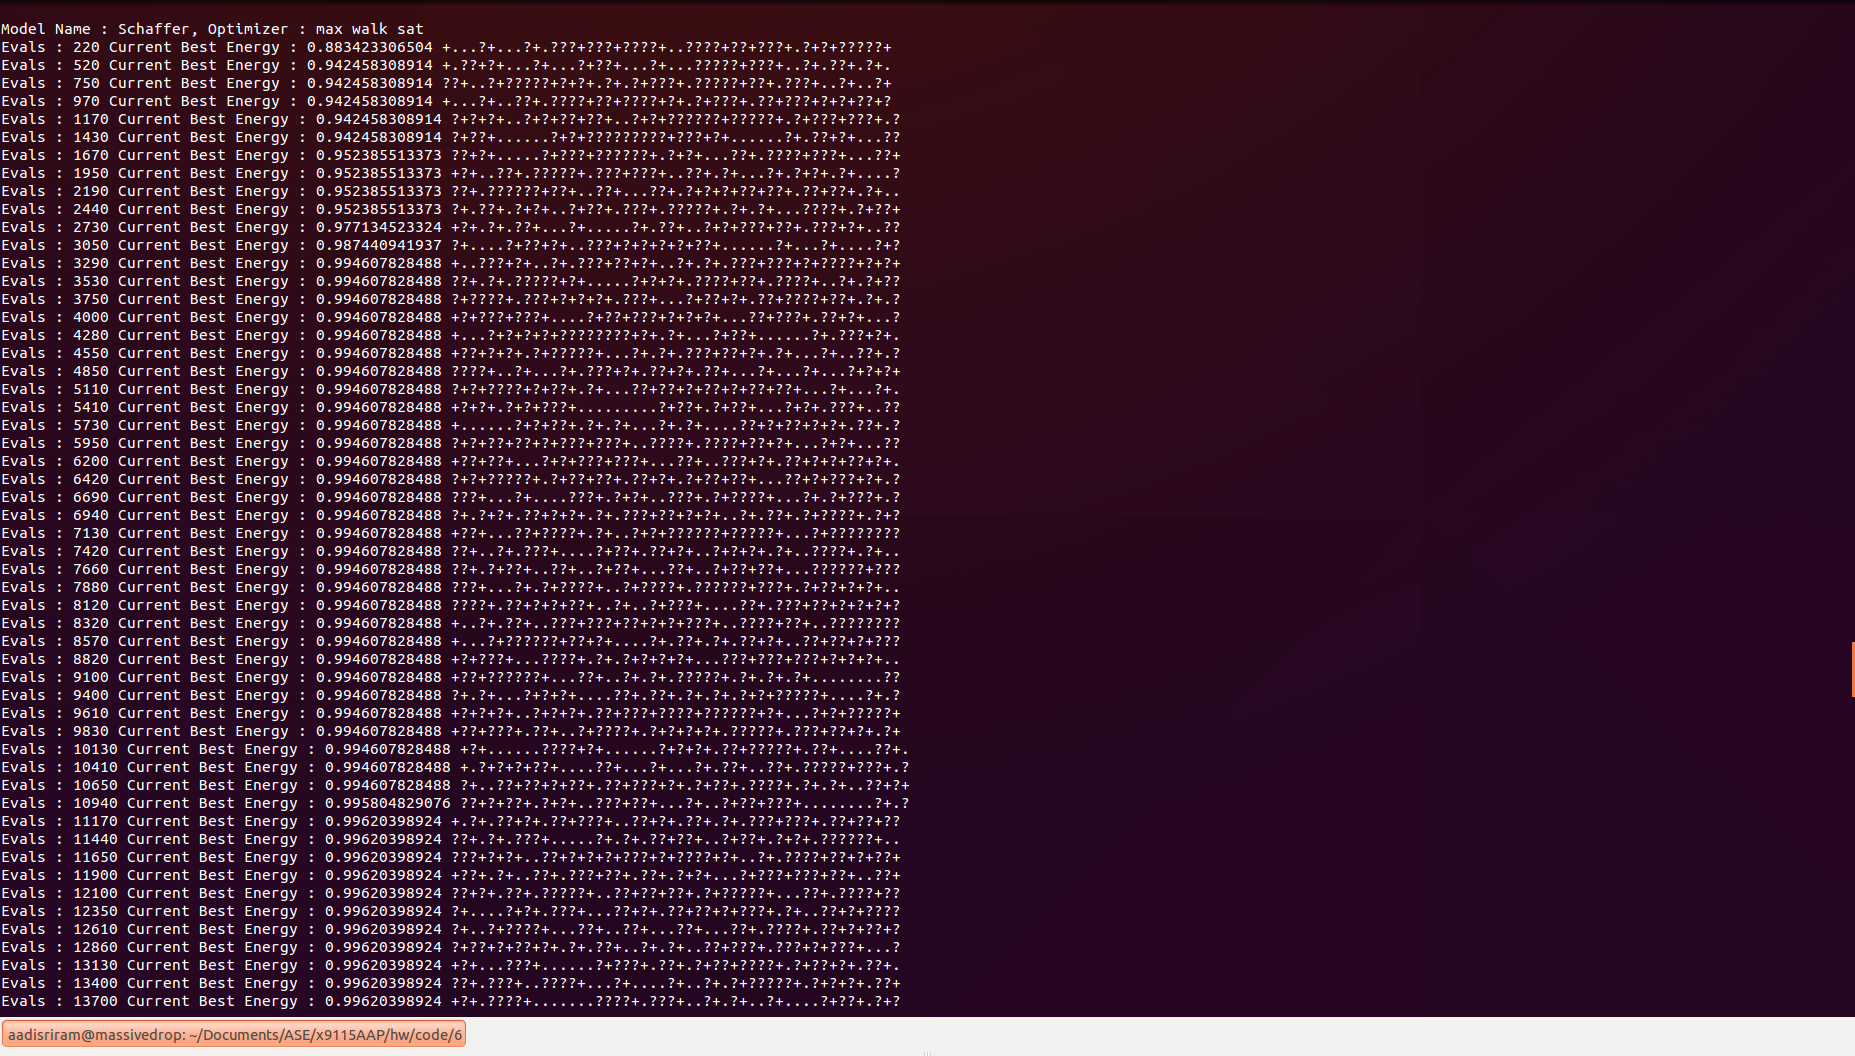 Model Name : Schaffer, Optimizer : max walk sat
Evals : 220 Current Best Energy : 0.883423306504 +...?+...?+.???+???+????+..????+??+???+.?+?+?????+
Evals : 520 Current Best Energy : 0.942458308914 +.??+?+...?+...?+??+...?+...?????+???+..?+.??+.?+.
Evals : 750 Current Best Energy : 0.942458308914 ??+..?+?????+?+?+.?+.?+???+.?????+??+.???+..?+..?+
Evals : 970 Current Best Energy : 0.942458308914 +...?+..??+.????+??+????+?+.?+???+.??+???+?+?+??+?
Evals : 1170 Current Best Energy : 0.942458308914 ?+?+?+..?+?+??+??+..?+?+??????+?????+.?+???+???+.?
Evals : 1430 Current Best Energy : 0.942458308914 ?+??+......?+?+?????????+???+?+......?+.??+?+...??
Evals : 1670 Current Best Energy : 0.952385513373 ??+?+.....?+???+??????+.?+?+...??+.????+???+...??+
Evals : 1950 Current Best Energy : 0.952385513373 +?+..??+.?????+.???+???+..??+.?+...?+.?+?+.?+....?
Evals : 2190 Current Best Energy : 0.952385513373 ??+.??????+??+..??+...??+.?+?+?+??+??+.??+??+.?+..
Evals : 2440 Current Best Energy : 0.952385513373 ?+.??+.?+?+..?+??+.???+.?????+.?+.?+...????+.?+??+
Evals : 2730 Current Best Energy : 0.977134523324 +?+.?+.??+...?+.....?+.??+..?+?+???+??+.???+?+..??
Evals : 3050 Current Best Energy : 0.987440941937 ?+....?+??+?+..???+?+?+?+?+??+......?+...?+....?+?
Evals : 3290 Current Best Energy : 0.994607828488 +..???+?+..?+.???+??+?+..?+.?+.???+???+?+????+?+?+
Evals : 3530 Current Best Energy : 0.994607828488 ??+.?+.?????+?+.....?+?+?+.????+??+.????+..?+.?+??
Evals : 3750 Current Best Energy : 0.994607828488 ?+????+.???+?+?+?+.???+...?+??+?+.??+????+??+.?+.?
Evals : 4000 Current Best Energy : 0.994607828488 +?+???+???+....?+??+???+?+?+?+...??+???+.??+?+...?
Evals : 4280 Current Best Energy : 0.994607828488 +...?+?+?+?+????????+?+.?+...?+??+......?+.???+?+.
Evals : 4550 Current Best Energy : 0.994607828488 +??+?+?+.?+?????+...?+.?+.???+??+?+.?+...?+..??+.?
Evals : 4850 Current Best Energy : 0.994607828488 ????+..?+...?+.???+?+.??+?+.??+...?+...?+...?+?+?+
Evals : 5110 Current Best Energy : 0.994607828488 ?+?+????+?+??+.?+...??+??+?+??+?+??+??+...?+...?+.
Evals : 5410 Current Best Energy : 0.994607828488 +?+?+.?+?+???+.........?+??+.?+??+...?+?+.???+..??
Evals : 5730 Current Best Energy : 0.994607828488 +......?+?+??+.?+.?+...?+.?+....??+?+??+?+?+.??+.?
Evals : 5950 Current Best Energy : 0.994607828488 ?+?+??+??+?+???+???+..????+.????+??+?+...?+?+...??
Evals : 6200 Current Best Energy : 0.994607828488 +??+??+...?+?+???+???+...??+..???+?+.??+?+?+??+?+.
Evals : 6420 Current Best Energy : 0.994607828488 ?+?+?????+.?+??+??+.??+?+.?+??+??+...??+?+???+?+.?
Evals : 6690 Current Best Energy : 0.994607828488 ???+...?+....???+.?+?+..???+.?+????+...?+.?+???+.?
Evals : 6940 Current Best Energy : 0.994607828488 ?+.?+?+.??+?+?+.?+.???+??+?+?+..?+.??+.?+????+.?+?
Evals : 7130 Current Best Energy : 0.994607828488 +??+...??+????+..?+?+??????+?????+...?+????????
Evals : 7420 Current Best Energy : 0.994607828488 ??+..?+.???+....?+??+.??+?+..?+?+?+.?+..????+.?+..
Evals : 7660 Current Best Energy : 0.994607828488 ??+.?+??+..??+..?+??+...??+..?+??+??+...??????+???
Evals : 7880 Current Best Energy : 0.994607828488 ???+...?+.?+????+..?+????+.??????+???+.?+??+?+?+..
Evals : 8120 Current Best Energy : 0.994607828488 ????+.??+?+?+??+..?+..?+???+....??+.???+??+?+?+?+?
Evals : 8320 Current Best Energy : 0.994607828488 +..?+.??+..???+???+??+?+?+???+..????+??+..????????
Evals : 8570 Current Best Energy : 0.994607828488 +...?+??????+??+?+....?+.??+.?+.??+?+..??+??+?+???
Evals : 8820 Current Best Energy : 0.994607828488 +?+???+...????+.?+.?+?+?+?+...???+???+???+?+?+?+..
Evals : 9100 Current Best Energy : 0.994607828488 +??+??????+...??+..?+.?+.?????+.?+.?+.?+........??
Evals : 9400 Current Best Energy : 0.994607828488 ?+.?+...?+?+?+....??+.??+.?+.?+?+?????+....?+.?
Evals : 9610 Current Best Energy : 0.994607828488 +?+?+?+..?+?+?+.??+???+????+??????+?+...?+?+?????+
Evals : 9830 Current Best Energy : 0.994607828488 +??+???+.??+..?+????+.?+?+?+?+.?????+.???+??+?+.?+
Evals : 10130 Current Best Energy : 0.994607828488 +?+......????+?+......?+?+?+.??+?????+.??+....??+.
Evals : 10410 Current Best Energy : 0.994607828488 +.?+?+?+??+....??+...?+...?+.??+..??+.?????+???+.?
Evals : 10650 Current Best Energy : 0.994607828488 ?+..??+??+?+??+.??+???+?+.?+??+.????+.?+.?+..??+?+
Evals : 10940 Current Best Energy : 0.995804829076 ??+?+??+.?+?+..???+??+...?+..?+??+???+........?+.?
Evals : 11170 Current Best Energy : 0.99620398924 +.?+.??+?+.??+???+..??+?+.??+.?+???+???+.??+??+??
Evals : 11440 Current Best Energy : 0.99620398924 ??+.?+.???+.....?+.?+.??+??+..?+??+.?+?+.??????+..
Evals : 11650 Current Best Energy : 0.99620398924 ???+?+?+..??+?+?+?+???+?+????+?+..?+.????+??+?+??+
Evals : 11900 Current Best Energy : 0.99620398924 +??+.?+..??+.???+??+.??+.?+?+...?+???+??+?+..??+
Evals : 12100 Current Best Energy : 0.99620398924 ??+?+.??+.?????+..??+??+??+.?+?????+...??+.????+??
Evals : 12350 Current Best Energy : 0.99620398924 ?+....?+?+.???+...??+?+.??+??+?+???+.?+..??+?+????
Evals : 12610 Current Best Energy : 0.99620398924 ?+..?+????+...??+..??+...??+...??+.????+.??+?+??+?
Evals : 12860 Current Best Energy : 0.99620398924 ?+??+?+??+?+.?+.??+..?+.?+..??+???+.???+?+???+...?
Evals : 13130 Current Best Energy : 0.99620398924 +?+...???+......?+???+.??+.?+??+????+.??+?+.??+.
Evals : 13400 Current Best Energy : 0.99620398924 ??+.???+..????+...?+....?+..?+.?+?????+.?+?+?+.??+
Evals : 13700 Current Best Energy : 0.99620398924 +?+.????+.......????+.???+..?+.?+..?+....?+??+.?+?
aadisriram@massivedrop: ~/Documents/ASE/x9115AAP/hw/code/6